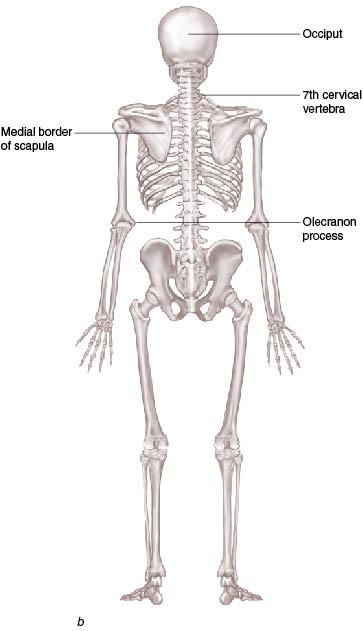 Occiput
7th cervical
vertebra
Medial border
of scapula
Olecranon
process
b